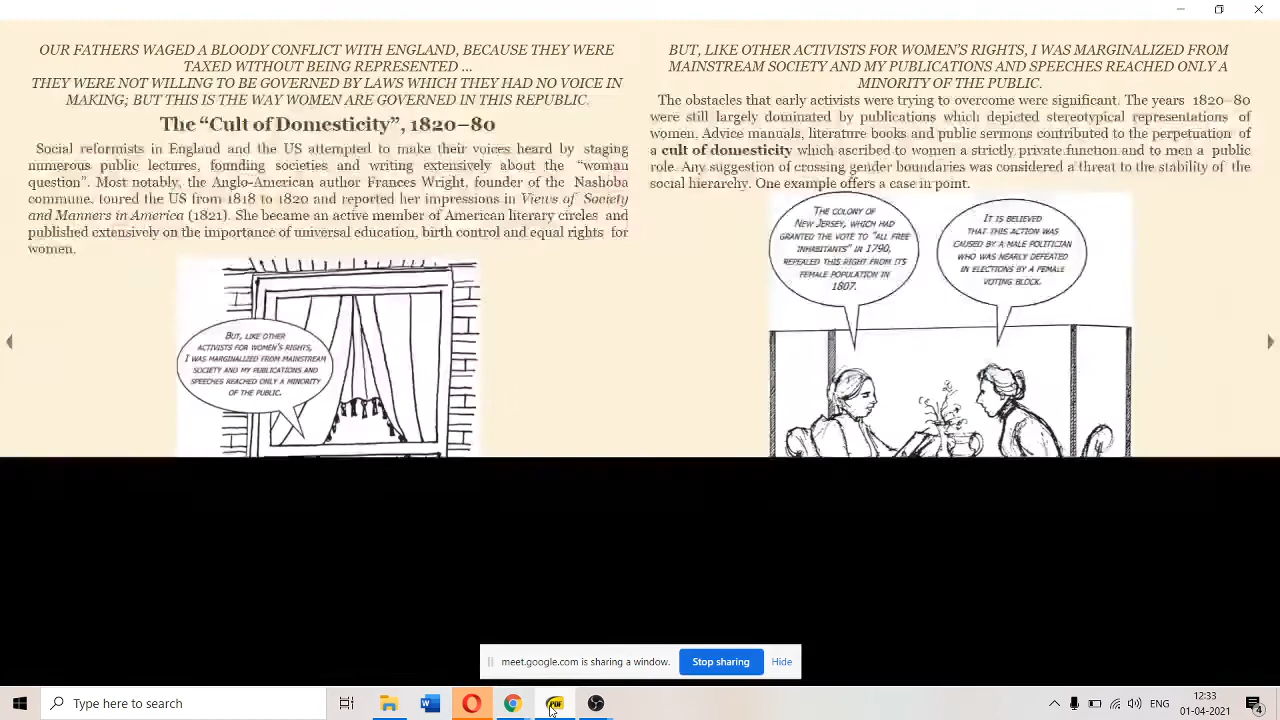 OUR FATHERS WAGED A BLOODY CONFLICT WITH ENGLAND, BECAUSE THEY WERE
TAXED WITHOUT BEING REPRESENTED ...
THEY WERE NOT WILLING TO BE GOVERNED BY LAWS WHICH THEY HAD NO VOICE IN
MAKING; BUT THIS IS THE WAY WOMEN ARE GOVERNED IN THIS REPUBLIC.
The “Cult of Domesticity”, 1820–80
Social reformists in England and the US attempted to make their voices heard by staging
numerous public lectures, founding societies and writing extensively about the “woman
question”. Most notably, the Anglo-American author Frances Wright, founder of the Nashoba
commune, toured the US from 1818 to 1820 and reported her impressions in Views of Society
and Manners in America (1821). She became an active member of American literary circles and
published extensively on the importance of universal education, birth control and equal rights for
women.
BUT, LIKE OTHER
ACTIVISTS FOR WOMEN'S RIGHTS,
I WAS MARGINALIZED FROM MAINSTREAM
SOCIETY AND MY PUBLICATIONS AND
SPEECHES REACHED ONLY A MINORITY
OF THE PUBLIC.
BUT, LIKE OTHER ACTIVISTS FOR WOMEN'S RIGHTS, I WAS MARGINALIZED FROM
MAINSTREAM SOCIETY AND MY PUBLICATIONS AND SPEECHES REACHED ONLY A
MINORITY OF THE PUBLIC.
The obstacles that early activists were trying to overcome were significant. The years 1820–80
were still largely dominated by publications which depicted stereotypical representations of
women. Advice manuals, literature books and public sermons contributed to the perpetuation of
a cult of domesticity which ascribed to women a strictly private function and to men a public
role. Any suggestion of crossing gender boundaries was considered a threat to the stability of the
social hierarchy. One example offers a case in point.
THE COLONY OF
NEW JERSEY, WHICH HAD
GRANTED THE VOTE TO "ALL FREE
INHABITANTS" IN 1790,
REPEALED THIS RIGHT FROM ITS
FEMALE POPULATION IN
1807.
IT IS BELIEVED
THAT THIS ACTION WAS
CAUSED BY A MALE POLITICIAN
WHO WAS NEARLY DEFEATED
IN ELECTIONS BY A FEMALE
VOTING BLOCK.
meet.google.com is sharing a window.
Stop sharing
Hide
Type here to search
PDF
ENG
12:33
01-04-2021
4